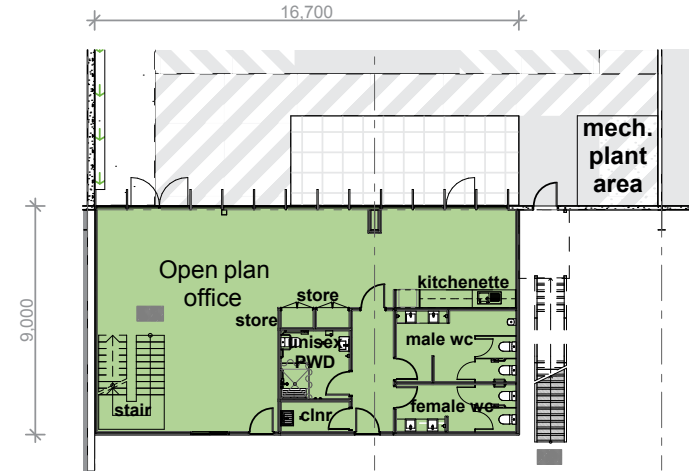 16,700
mech.
plant
area
9,000
Open plan
office
kitchenette
store
store
unisex
PWD
male wc
stair
clnr
female wc